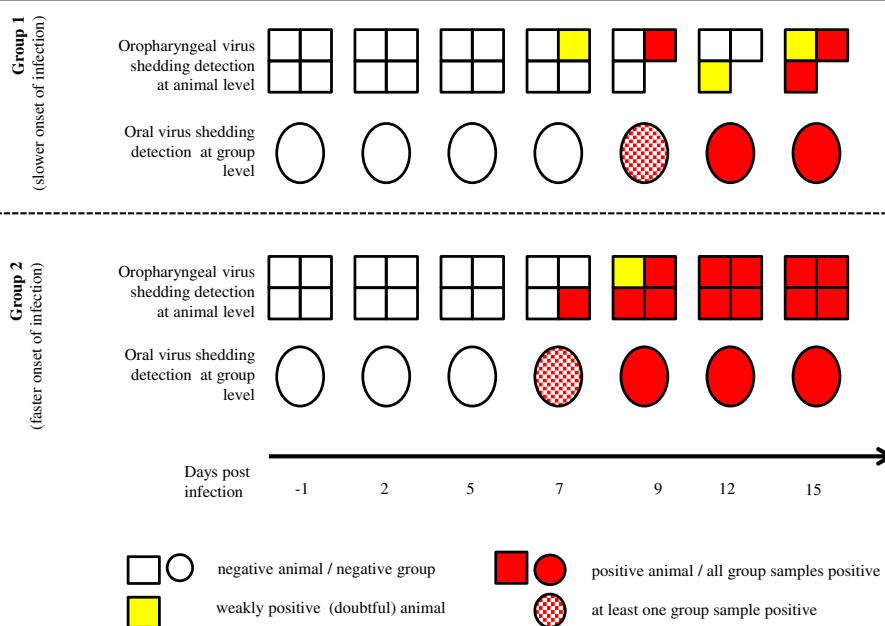 Group 1
(slower onset of infection)
Oropharyngeal virus
shedding detection
at animal level
Oral virus shedding
detection at group
level
Group 2
(faster onset of infection)
Oropharyngeal virus
shedding detection
at animal level
Oral virus shedding
detection at group
level
Days post
infection
-1 2 5 7 9 12 15
negative animal / negative group
positive animal / all group samples positive
weakly positive (doubtful) animal
at least one group sample positive